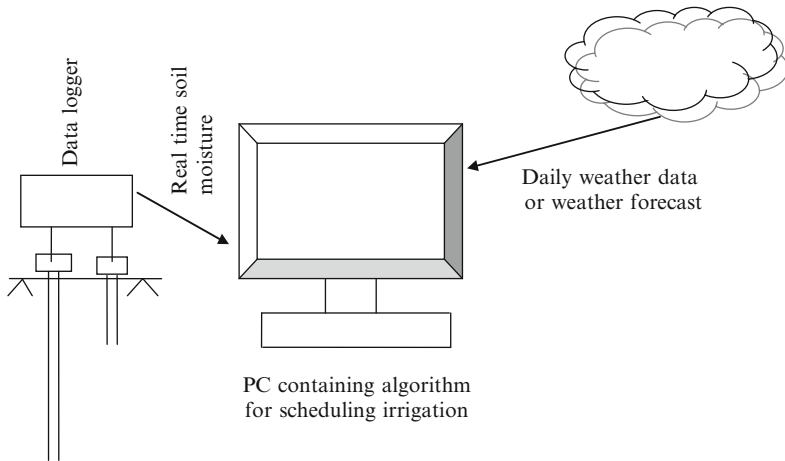 Data logger
Real time soil
moisture
Daily weather data
or weather forecast
PC containing algorithm
for scheduling irrigation